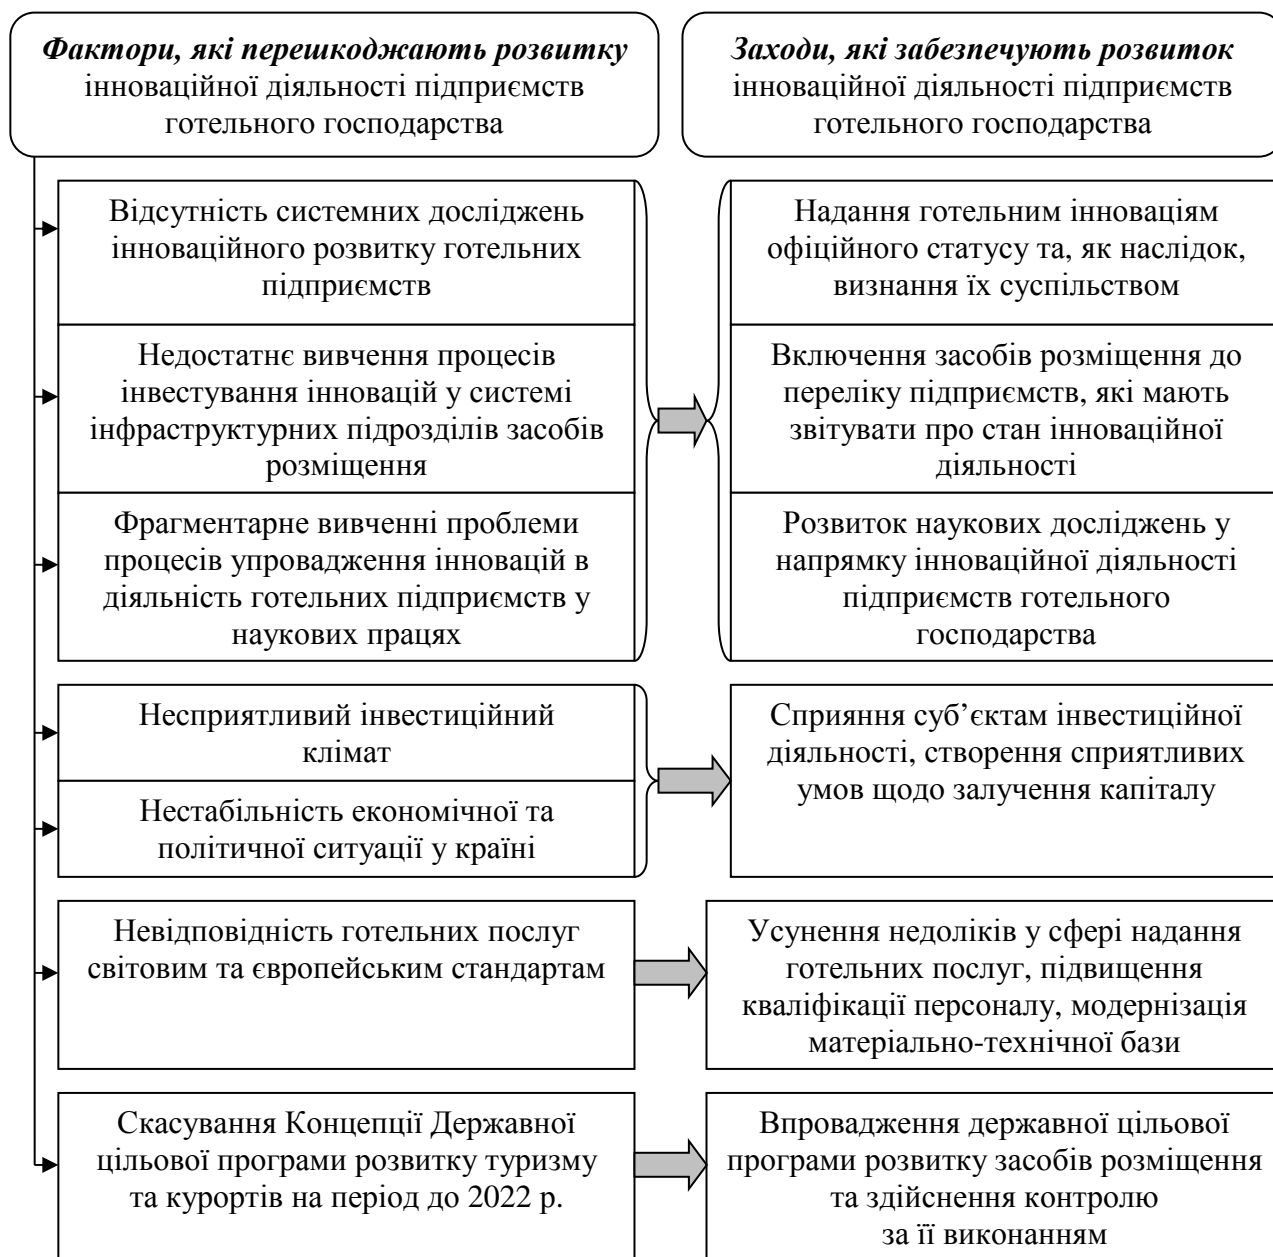 Фактори, які перешкоджають розвитку
інноваційної діяльності підприємств
готельного господарства
Заходи, які забезпечують розвиток
інноваційної діяльності підприємств
готельного господарства
Відсутність системних досліджень
інноваційного розвитку готельних
підприємств
Надання готельним інноваціям
офіційного статусу та, як наслідок,
визнання їх суспільством
Недостатнє вивчення процесів
інвестування інновацій у системі
інфраструктурних підрозділів засобів
розміщення
Включення засобів розміщення до
переліку підприємств, які мають
звітувати про стан інноваційної
діяльності
Фрагментарне вивченні проблеми
процесів упровадження інновацій в
діяльність готельних підприємств у
наукових працях
Розвиток наукових досліджень у
напрямку інноваційної діяльності
підприємств готельного
господарства
Несприятливий інвестиційний
клімат
Нестабільність економічної та
політичної ситуації у країні
Сприяння суб’єктам інвестиційної
діяльності, створення сприятливих
умов щодо залучення капіталу
Невідповідність готельних послуг
світовим та європейським стандартам
Усунення недоліків у сфері надання
готельних послуг, підвищення
кваліфікації персоналу, модернізація
матеріально-технічної бази
Скасування Концепції Державної
цільової програми розвитку туризму
та курортів на період до 2022 р.
Впровадження державної цільової
програми розвитку засобів розміщення
та здійснення контролю
за її виконанням